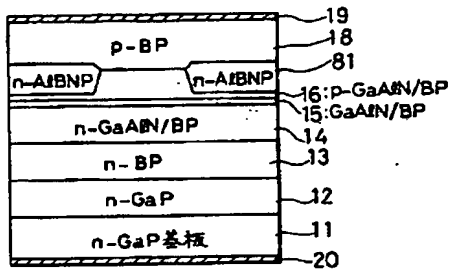 19
p-BP
18
n-AlBNP
n-AlBNP
81
16:p-GaAlN/BP
15:GaAlN/BP
n-GaAlN/BP
14
n-BP
13
n-GaP
12
n-GaP基板
11
20